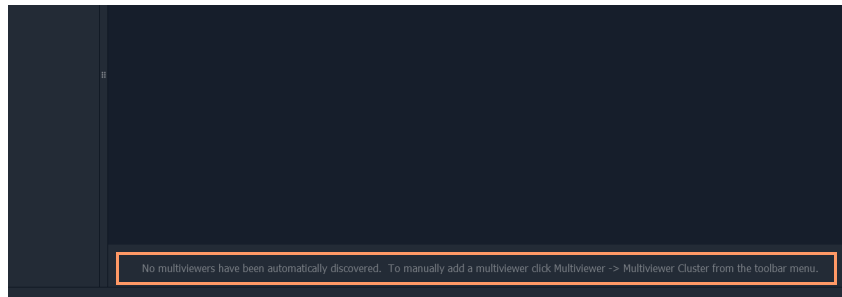 No multiviewers have been automatically discovered.  To manually add a multiviewer click Multiviewer -> Multiviewer Cluster from the toolbar menu.